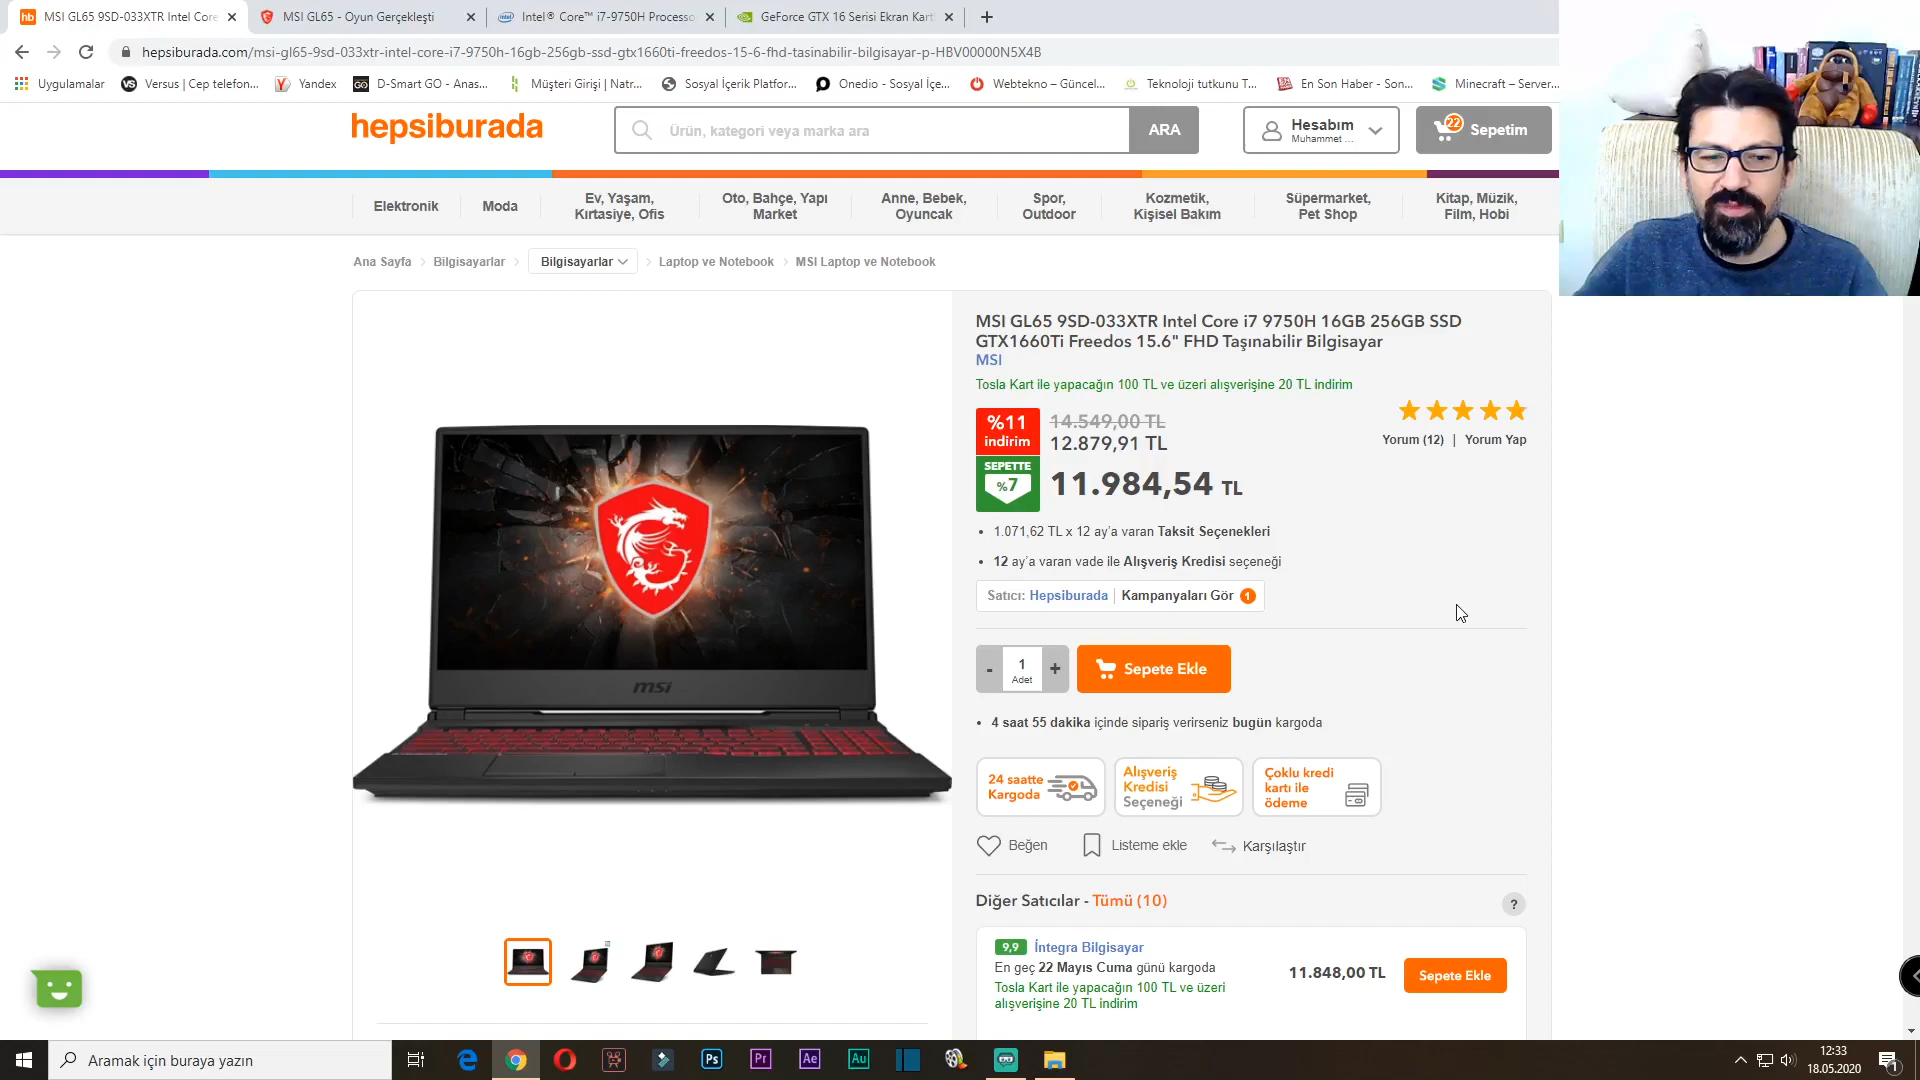 MSI GL65 9SD-033XTR Intel Core
MSI GL65 - Oyun Gerçekleşti
Intel® Core™ i7-9750H Processo
GeForce GTX 16 Serisi Ekran Kart
hepsiburada.com/msi-gl65-9sd-033xtr-intel-core-i7-9750h-16gb-256gb-ssd-gtx1660ti-freedos-15-6-fhd-tasinabilir-bilgisayar-p-HBV00000N5X4B
Uygulamalar
Versus | Cep telefon...
Yandex
D-Smart GO - Anas...
Müşteri Girişi | Natr...
Sosyal İçerik Platfor...
Onedio - Sosyal İçe...
Webtekno – Güncel...
Teknoloji tutkunu T...
En Son Haber - Son...
Minecraft – Server...
hepsiburada
Ürün, kategori veya marka ara
ARA
Hesabım
Muhammet ...
22
Sepetim
Elektronik
Moda
Ev, Yaşam,
Kırtasiye, Ofis
Oto, Bahçe, Yapı
Market
Anne, Bebek,
Oyuncak
Spor,
Outdoor
Kozmetik,
Kişisel Bakım
Süpermarket,
Pet Shop
Kitap, Müzik,
Film, Hobi
Ana Sayfa
Bilgisayarlar
Bilgisayarlar
Laptop ve Notebook
MSI Laptop ve Notebook
msi
MSI GL65 9SD-033XTR Intel Core i7 9750H 16GB 256GB SSD
GTX1660Ti Freedos 15.6" FHD Taşınabilir Bilgisayar
MSI
Tosla Kart ile yapacağın 100 TL ve üzeri alışverişine 20 TL indirim
%11
indirim
14.549,00 TL
12.879,91 TL
Yorum (12) | Yorum Yap
SEPETTE
%7
11.984,54 TL
1.071,62 TL x 12 ay'a varan Taksit Seçenekleri
12 ay'a varan vade ile Alışveriş Kredisi seçeneği
Satıcı: Hepsiburada | Kampanyaları Gör 1
-
1
Adet
+
Sepete Ekle
4 saat 55 dakika içinde sipariş verirseniz bugün kargoda
24 saatte
Kargoda
Alışveriş
Kredisi
Seçeneği
Çoklu kredi
kartı ile
ödeme
Beğen
Listeme ekle
Karşılaştır
Diğer Satıcılar - Tümü (10)
?
9,9 İntegra Bilgisayar
En geç 22 Mayıs Cuma günü kargoda
Tosla Kart ile yapacağın 100 TL ve üzeri
alışverişine 20 TL indirim
11.848,00 TL
Sepete Ekle
Aramak için buraya yazın
Ps
Pr
Ae
Au
12:33
18.05.2020
1